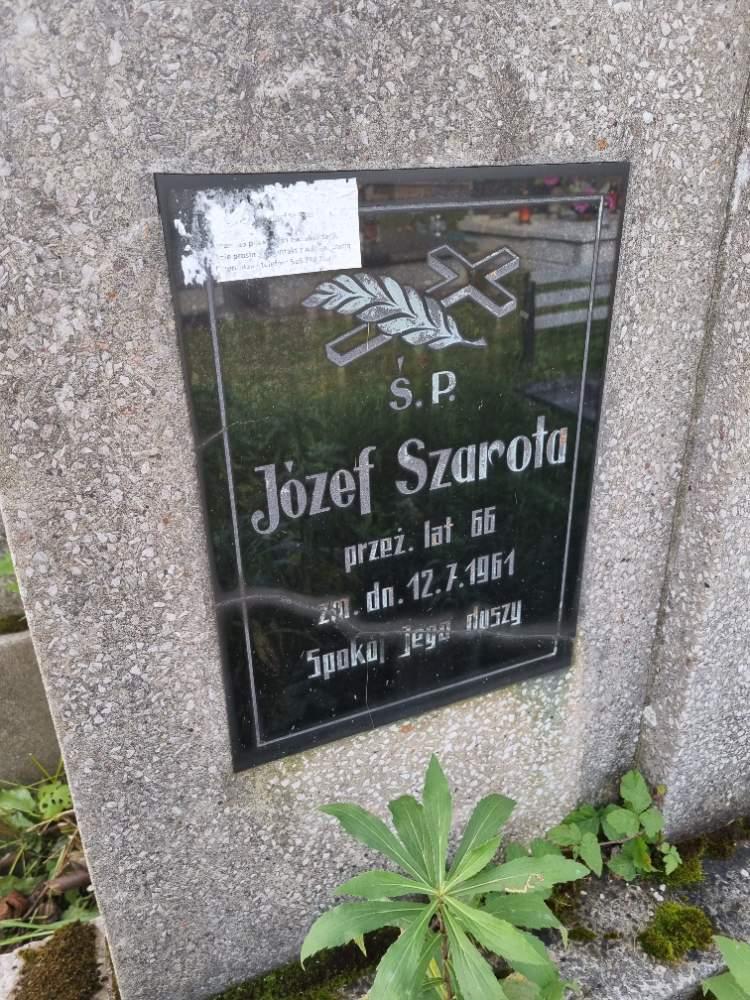 Ś.P.
Józef Szarota
przeż. lat 66
zm. dn. 12.7.1961
Spokój jego duszy